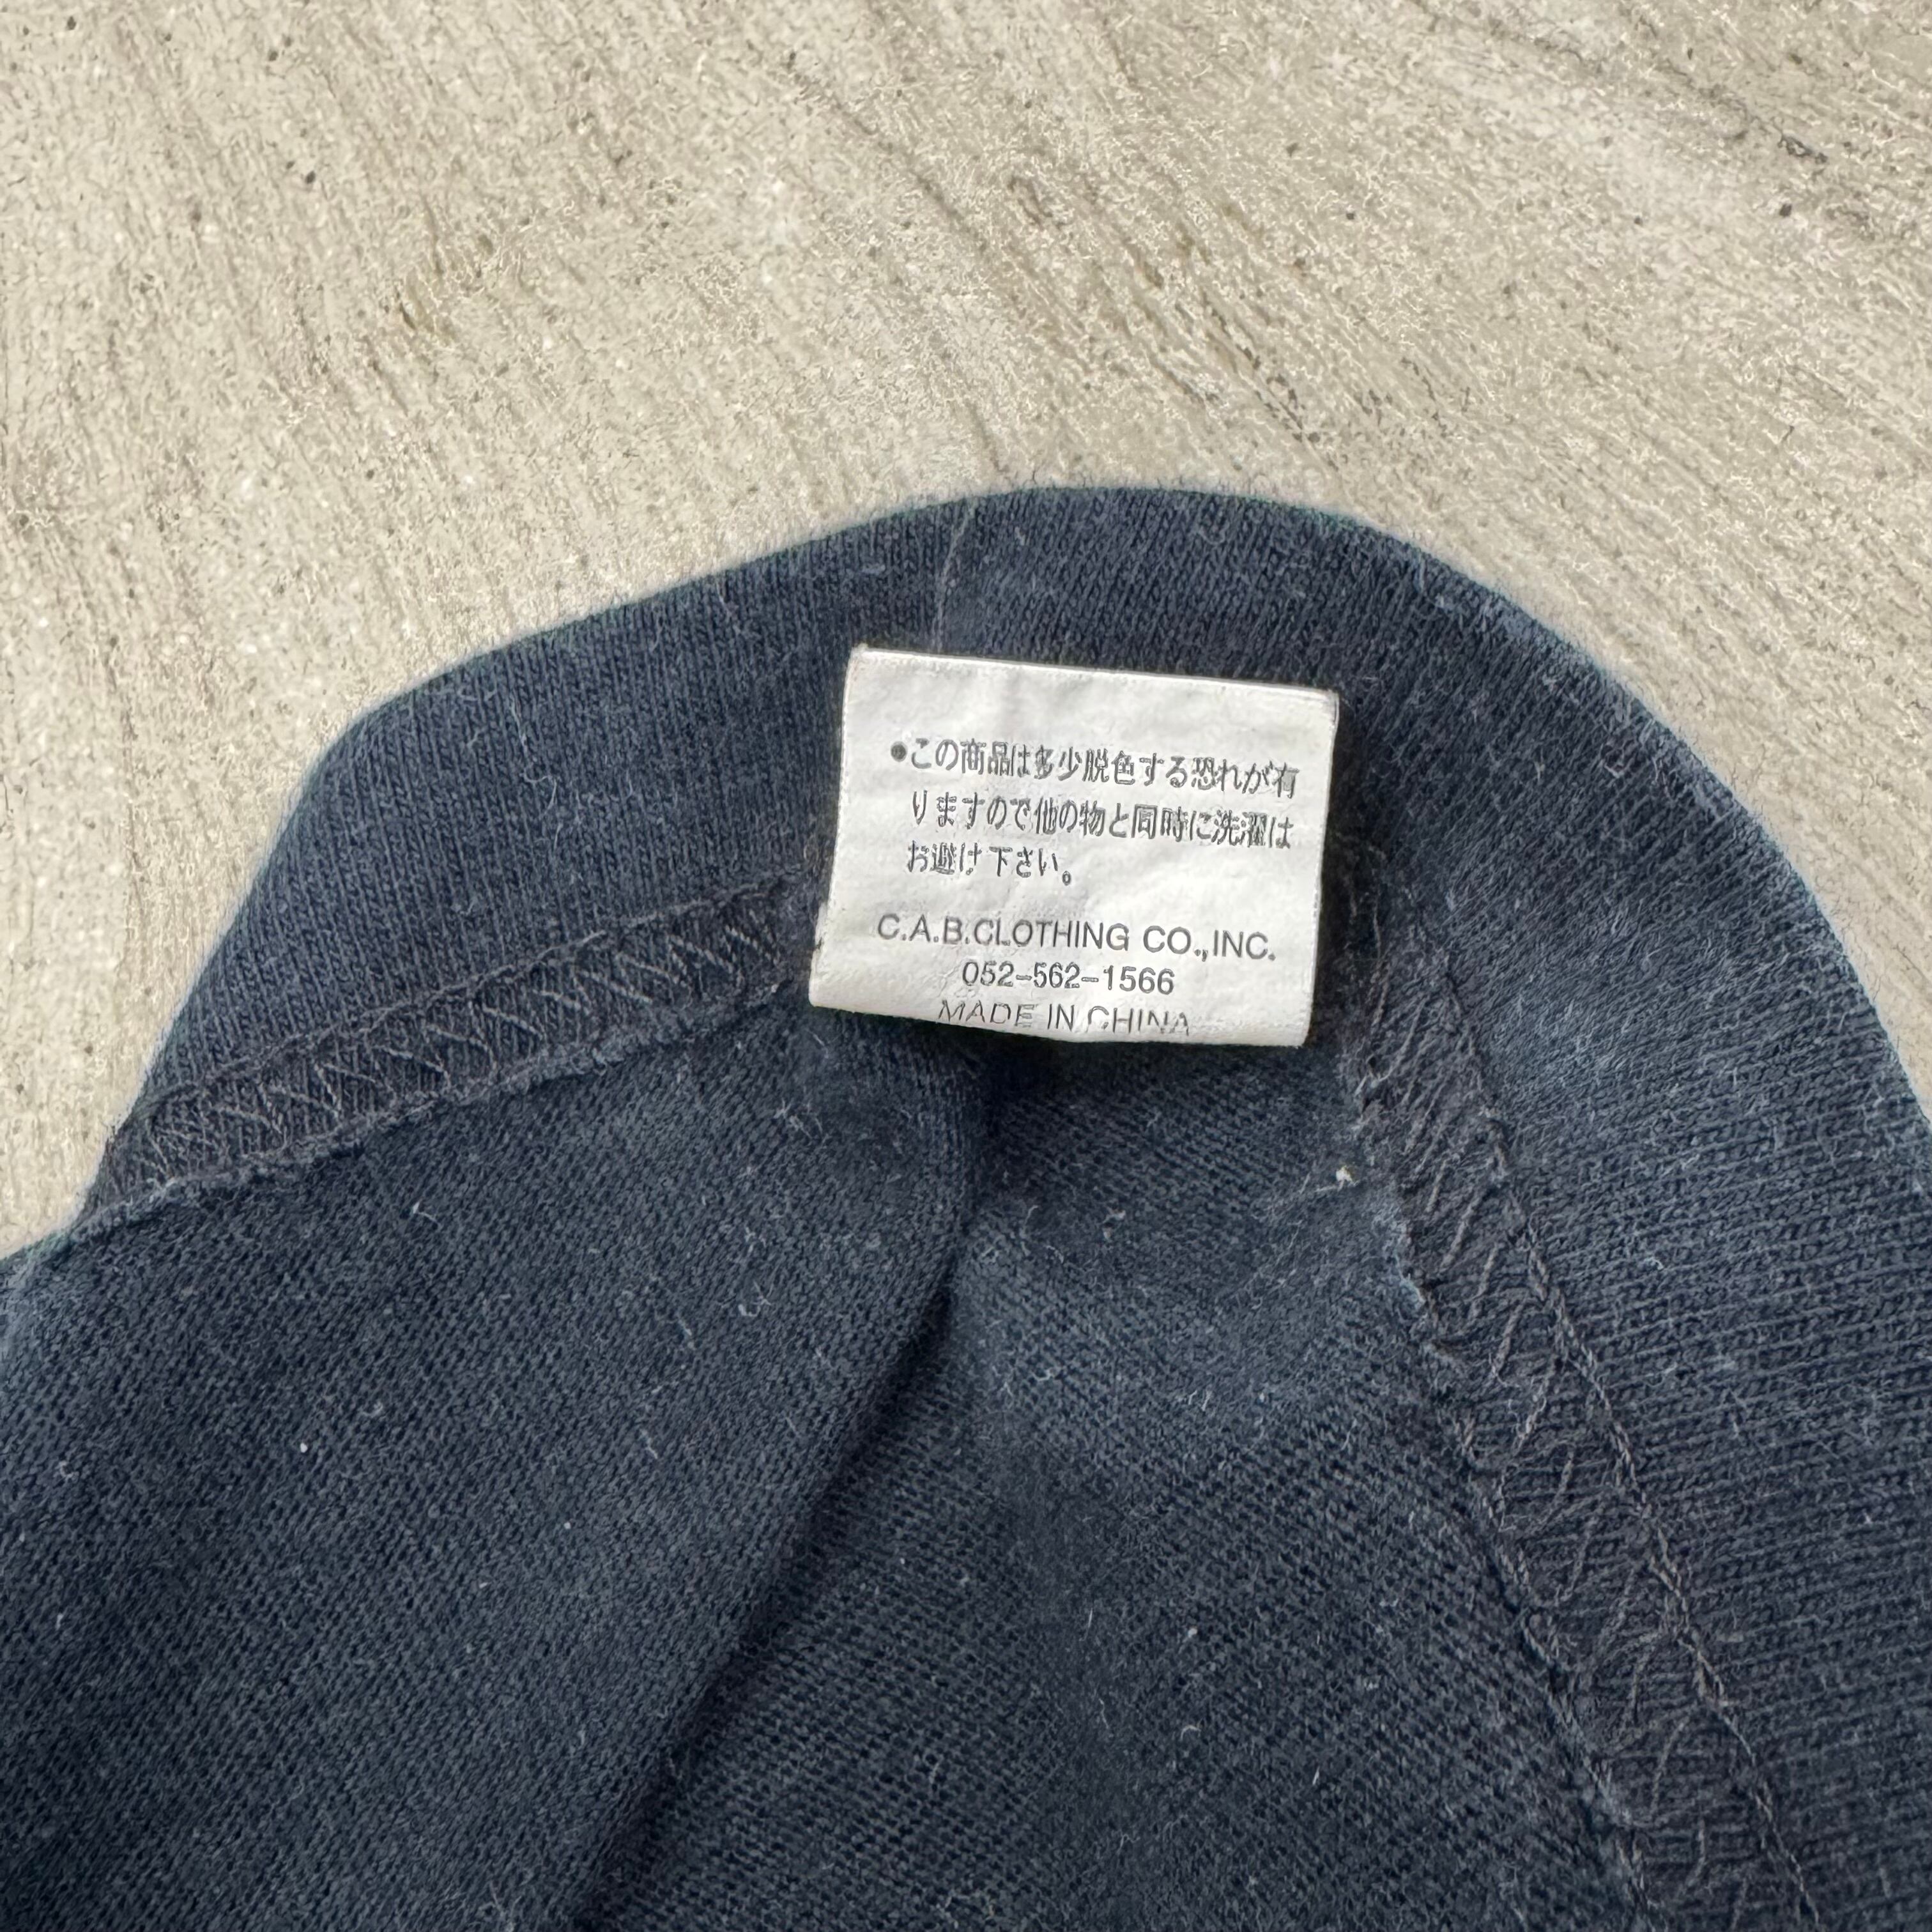 ●この商品は多少脱色する恐れが有
りますので他の物と同時に洗濯は
お避け下さい。
C.A.B.CLOTHING CO.,INC.
052-562-1566
MADE IN CHINA